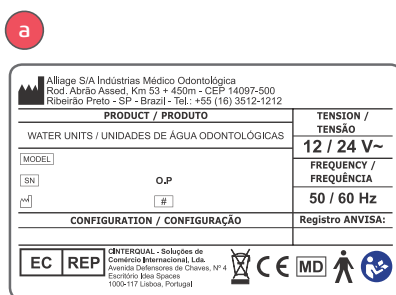 a
Alliage S/A Indústrias Médico Odontológica
Rod. Abrão Assed, Km 53 + 450m - CEP 14097-500
Ribeirão Preto - SP - Brazil - Tel.: +55 (16) 3512-1212
PRODUCT / PRODUTO
WATER UNITS / UNIDADES DE ÁGUA ODONTOLÓGICAS
TENSION /
TENSÃO
12 / 24 V~
MODEL
SN
O.P
#
FREQUENCY /
FREQUÊNCIA
50 / 60 Hz
CONFIGURATION / CONFIGURAÇÃO
Registro ANVISA:
EC REP
CINTERQUAL - Soluções de
Comércio Internacional, Lda.
Avenida Defensores de Chaves, Nº 4
Escritório Idea Spaces
1000-117 Lisboa, Portugal
CE
MD